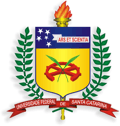 ARS ET SCIENTIA
UNIVERSIDADE FEDERAL
DE
SANTA CATARINA